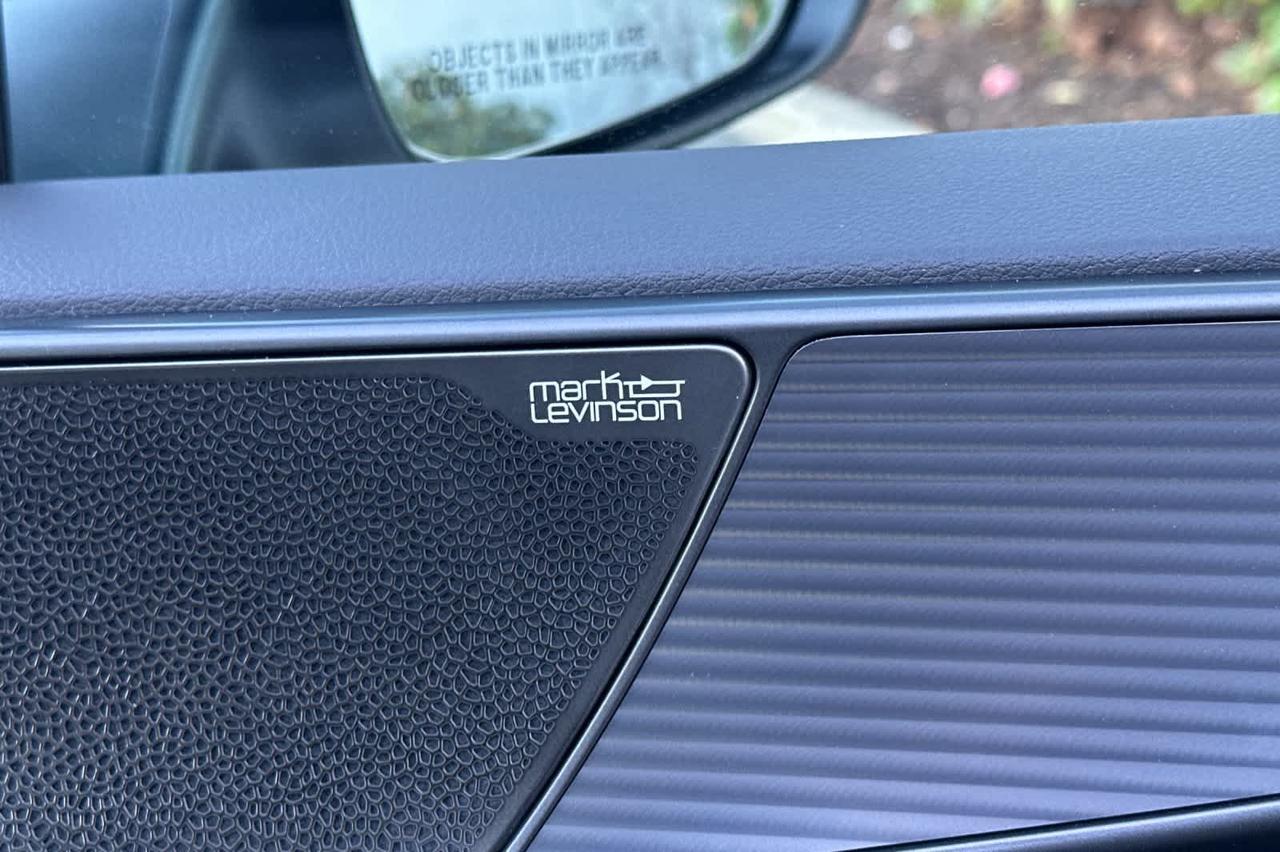 OBJECTS IN MIRROR ARE
CLOSER THAN THEY APPEAR
mark
Levinson